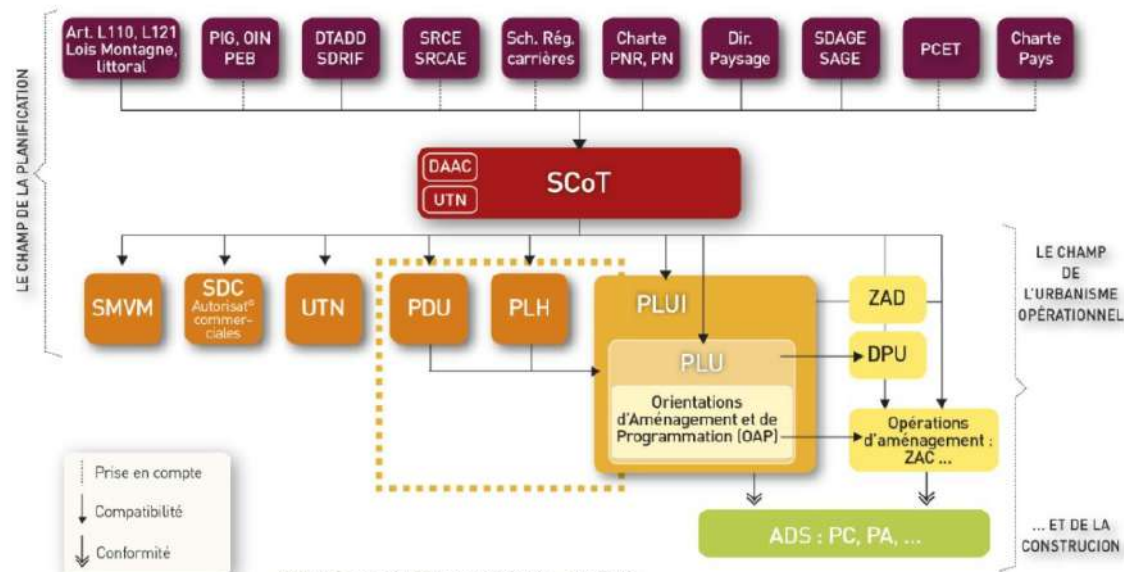 Art. L110, L121
Lois Montagne,
littoral
PIG, OIN
PEB
DTADD
SDRIF
SRCE
SRCAE
Sch. Rég.
carrières
Charte
PNR, PN
Dir.
Paysage
SDAGE
SAGE
PCET
Charte
Pays
LE CHAMP DE LA PLANIFICATION
DAAC
UTN
SCoT
SMVM
SDC
Autorisat°
commer-
ciales
UTN
PDU
PLH
PLUI
PLU
Orientations
d'Aménagement et de
Programmation (OAP)
ZAD
DPU
Opérations
d'aménagement :
ZAC ...
LE CHAMP
DE
L'URBANISME
OPÉRATIONNEL
Prise en compte
Compatibilité
Conformité
ADS : PC, PA, ...
... ET DE LA
CONSTRUCION